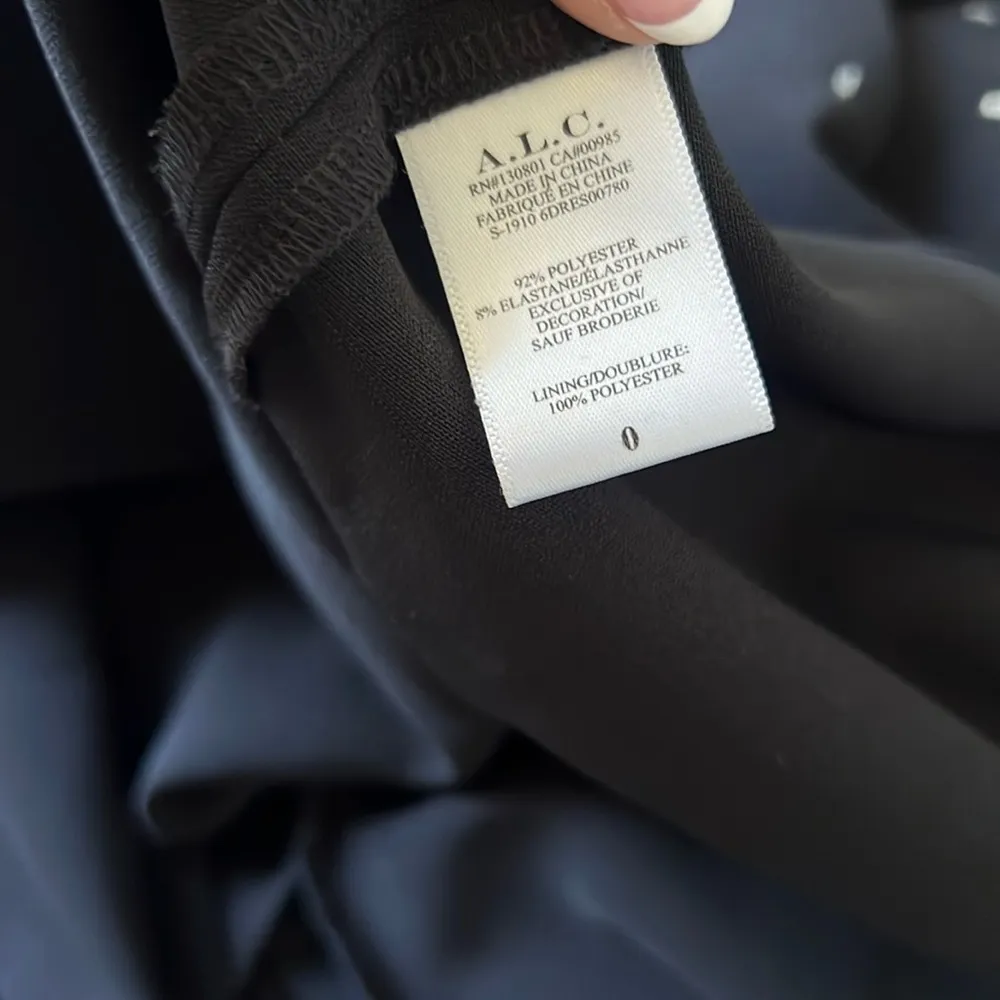 A.L.C.
RN#130801 CA#00985
MADE IN CHINA
FABRIQUÉ EN CHINE
S-1910 6DRES00780
92% POLYESTER
8% ELASTANE/ÉLASTHANNE
EXCLUSIVE OF
DECORATION/
SAUF BRODERIE
LINING/DOUBLURE:
100% POLYESTER
0